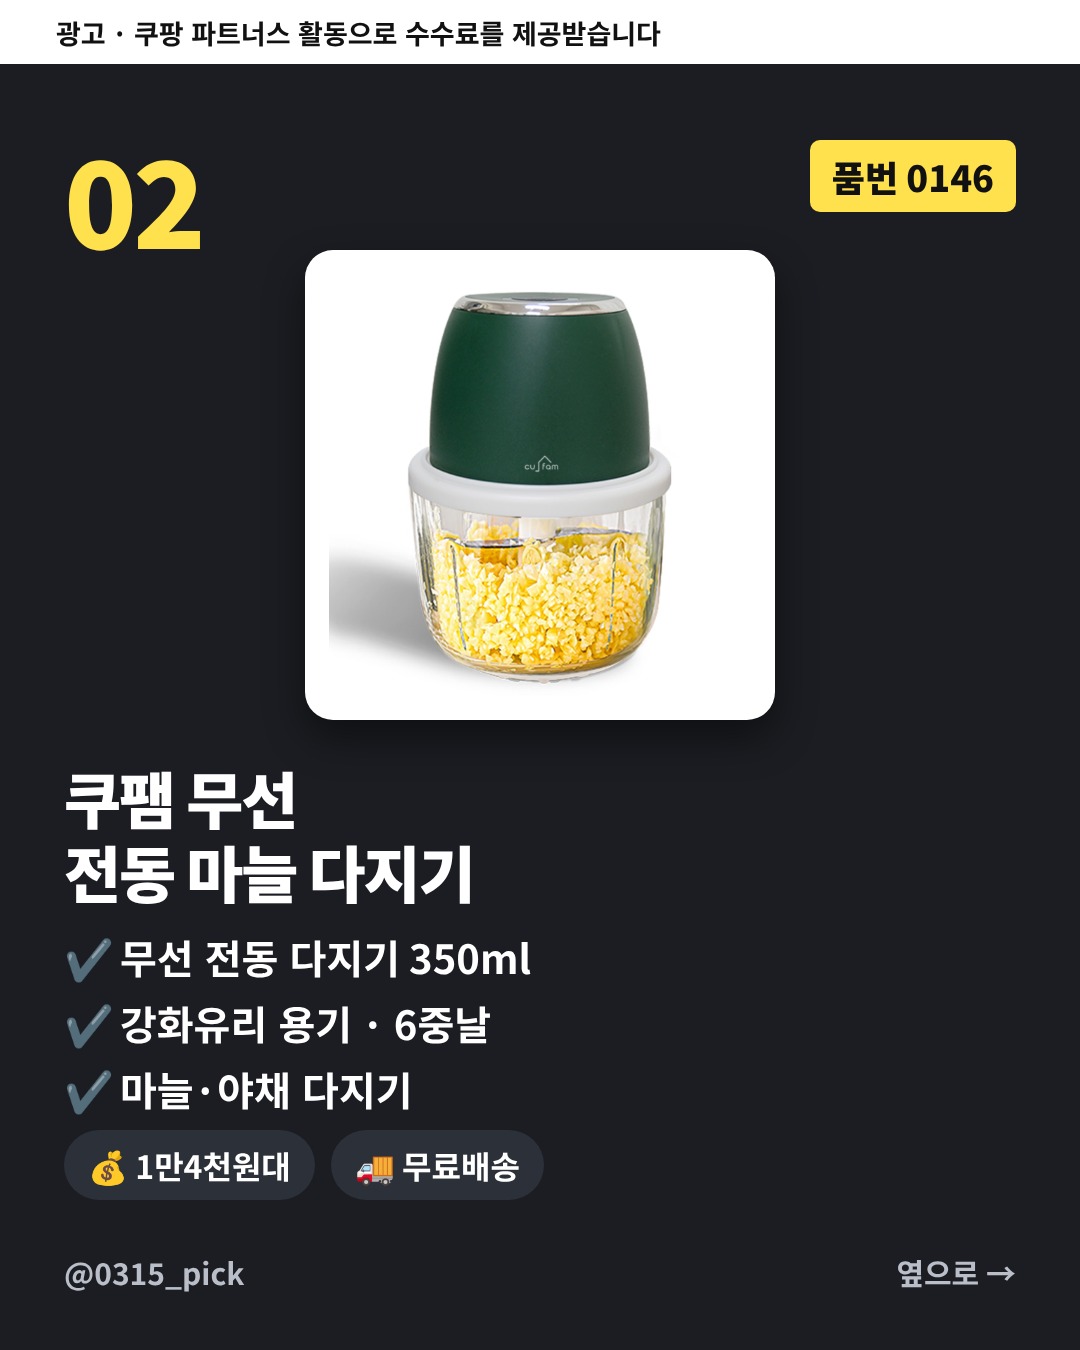 광고 · 쿠팡 파트너스 활동으로 수수료를 제공받습니다
02
품번 0146
cufam
쿠팸 무선
전동 마늘 다지기
✔ 무선 전동 다지기 350ml
✔ 강화유리 용기 · 6중날
✔ 마늘·야채 다지기
💰 1만4천원대
🚚 무료배송
@0315_pick
옆으로 →